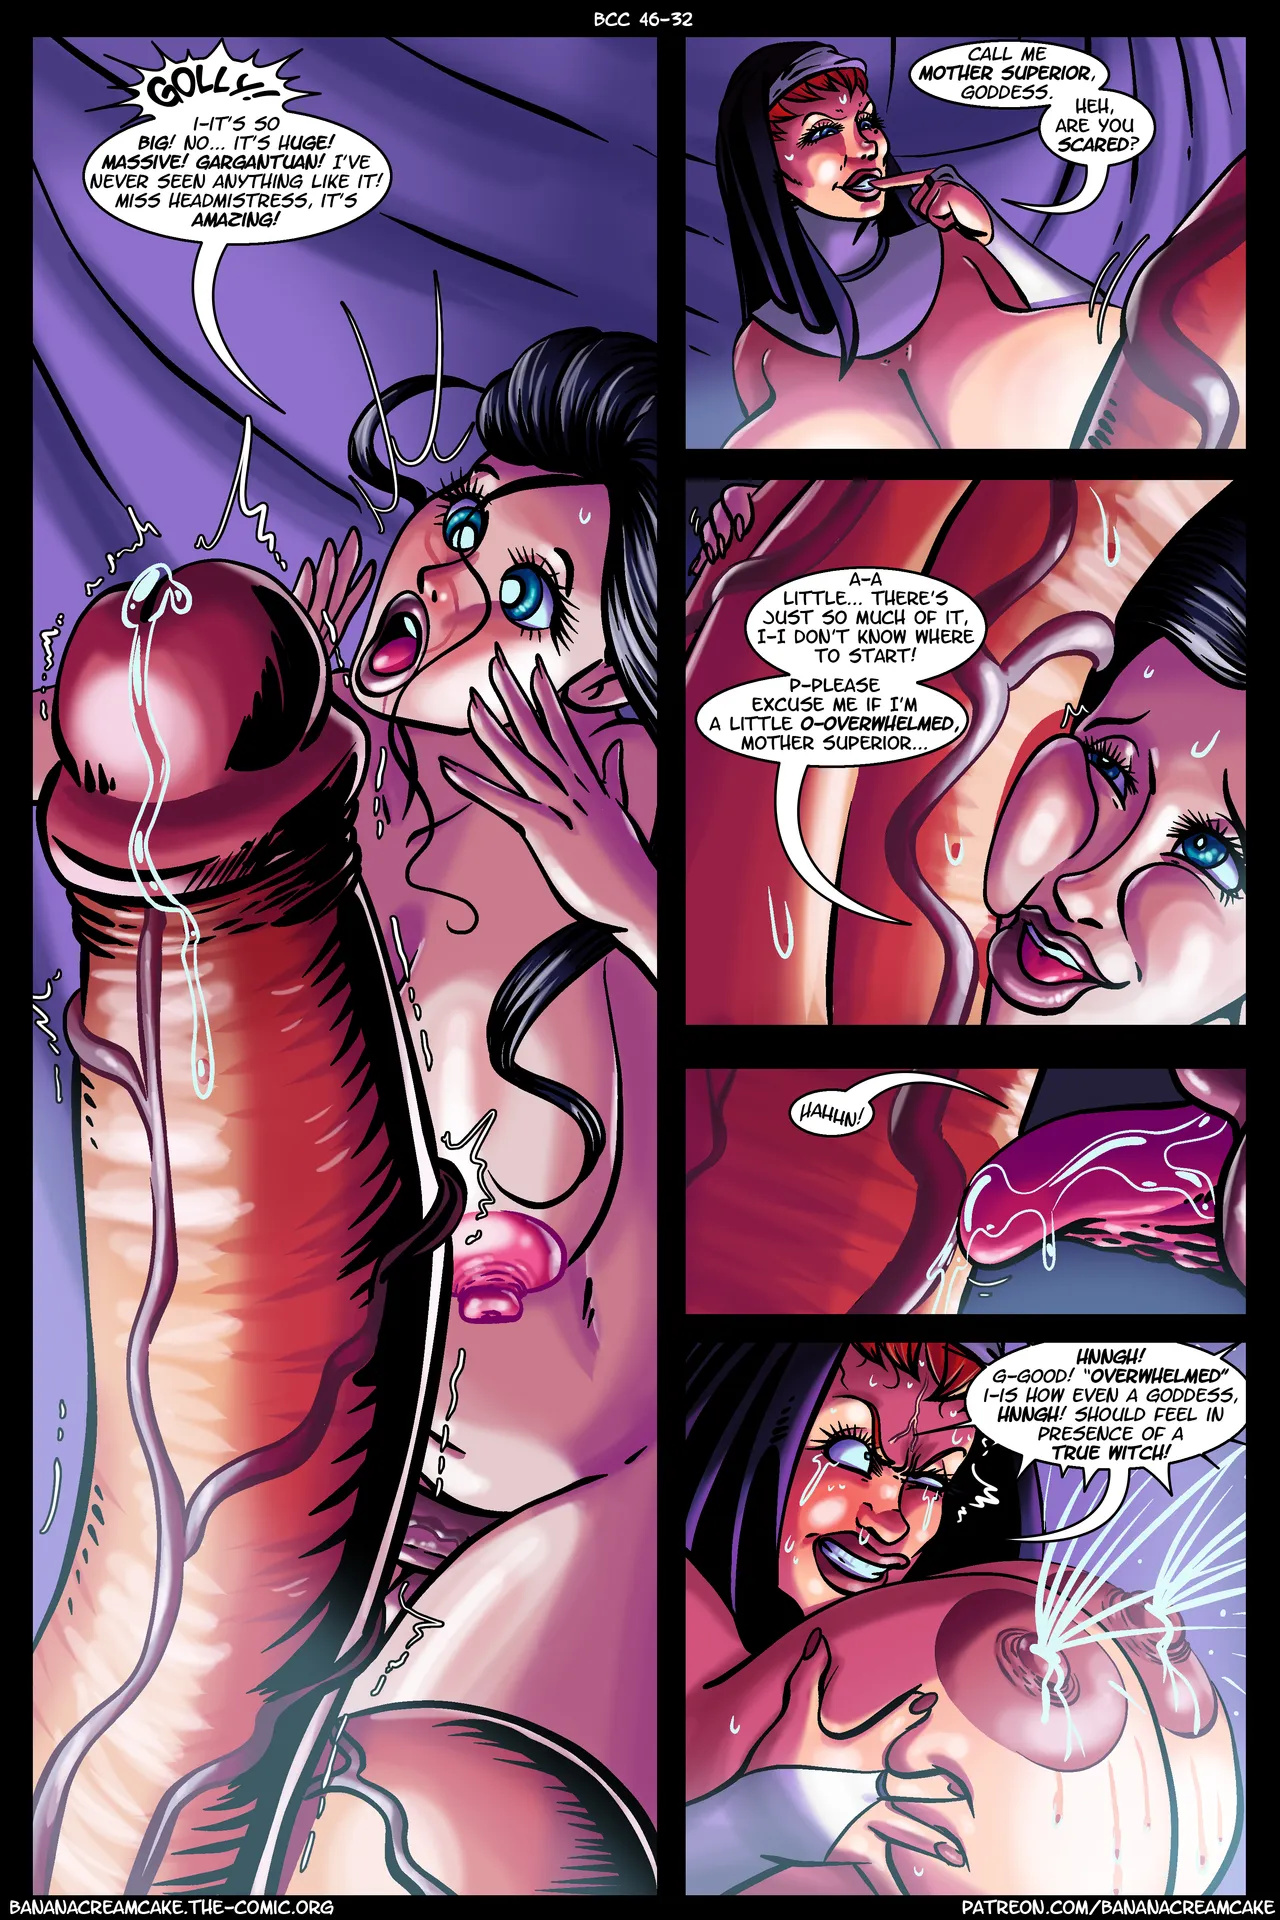 BCC 46-32
GOLLY!!
I-IT'S SO
BIG! NO... IT'S HUGE!
MASSIVE! GARGANTUAN! I'VE
NEVER SEEN ANYTHING LIKE IT!
MISS HEADMISTRESS, IT'S
AMAZING!
CALL ME
MOTHER SUPERIOR,
GODDESS.
HEH,
ARE YOU
SCARED?
A-A
LITTLE... THERE'S
JUST SO MUCH OF IT,
I-I DON'T KNOW WHERE
TO START!
P-PLEASE
EXCUSE ME IF I'M
A LITTLE O-OVERWHELMED,
MOTHER SUPERIOR...
HAHHN!
HNNGH!
G-GOOD! "OVERWHELMED"
I-IS HOW EVEN A GODDESS,
HNNGH! SHOULD FEEL IN
PRESENCE OF A
TRUE WITCH!
BANANACREAMCAKE.THE-COMIC.ORG
PATREON.COM/BANANACREAMCAKE